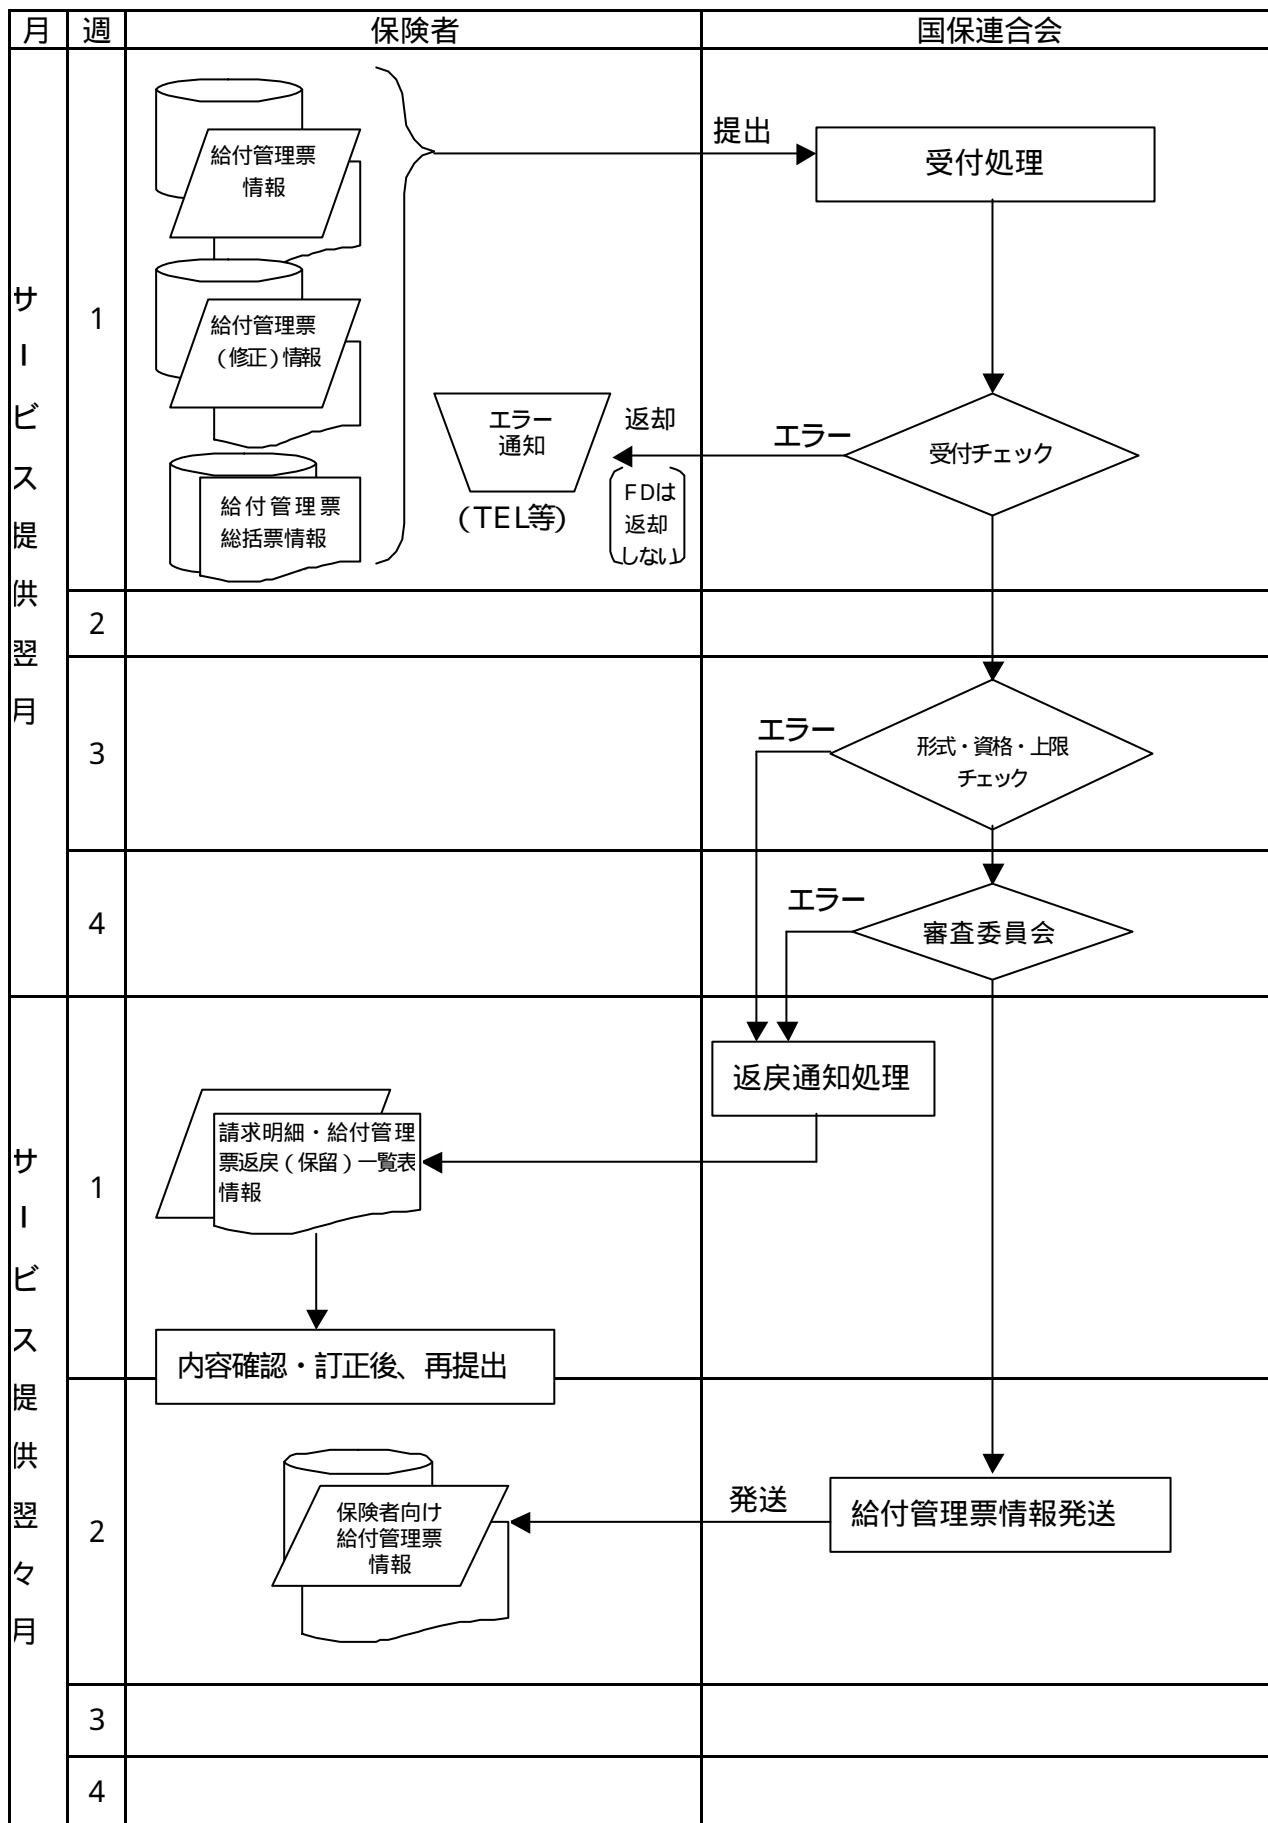 月 週 保険者 国保連合会
サービス提供翌月
1
給付管理票
情報
提出
受付処理
給付管理票
(修正)情報
エラー
通知
(TEL等)
返却
FDは
返却
しない
エラー
受付チェック
給付管理票
総括票情報
2
3
エラー
形式・資格・上限
チェック
4
エラー
審査委員会
サービス提供翌々月
1
返戻通知処理
請求明細・給付管理
票返戻(保留)一覧表
情報
内容確認・訂正後、再提出
2
保険者向け
給付管理票
情報
発送
給付管理票情報発送
3
4